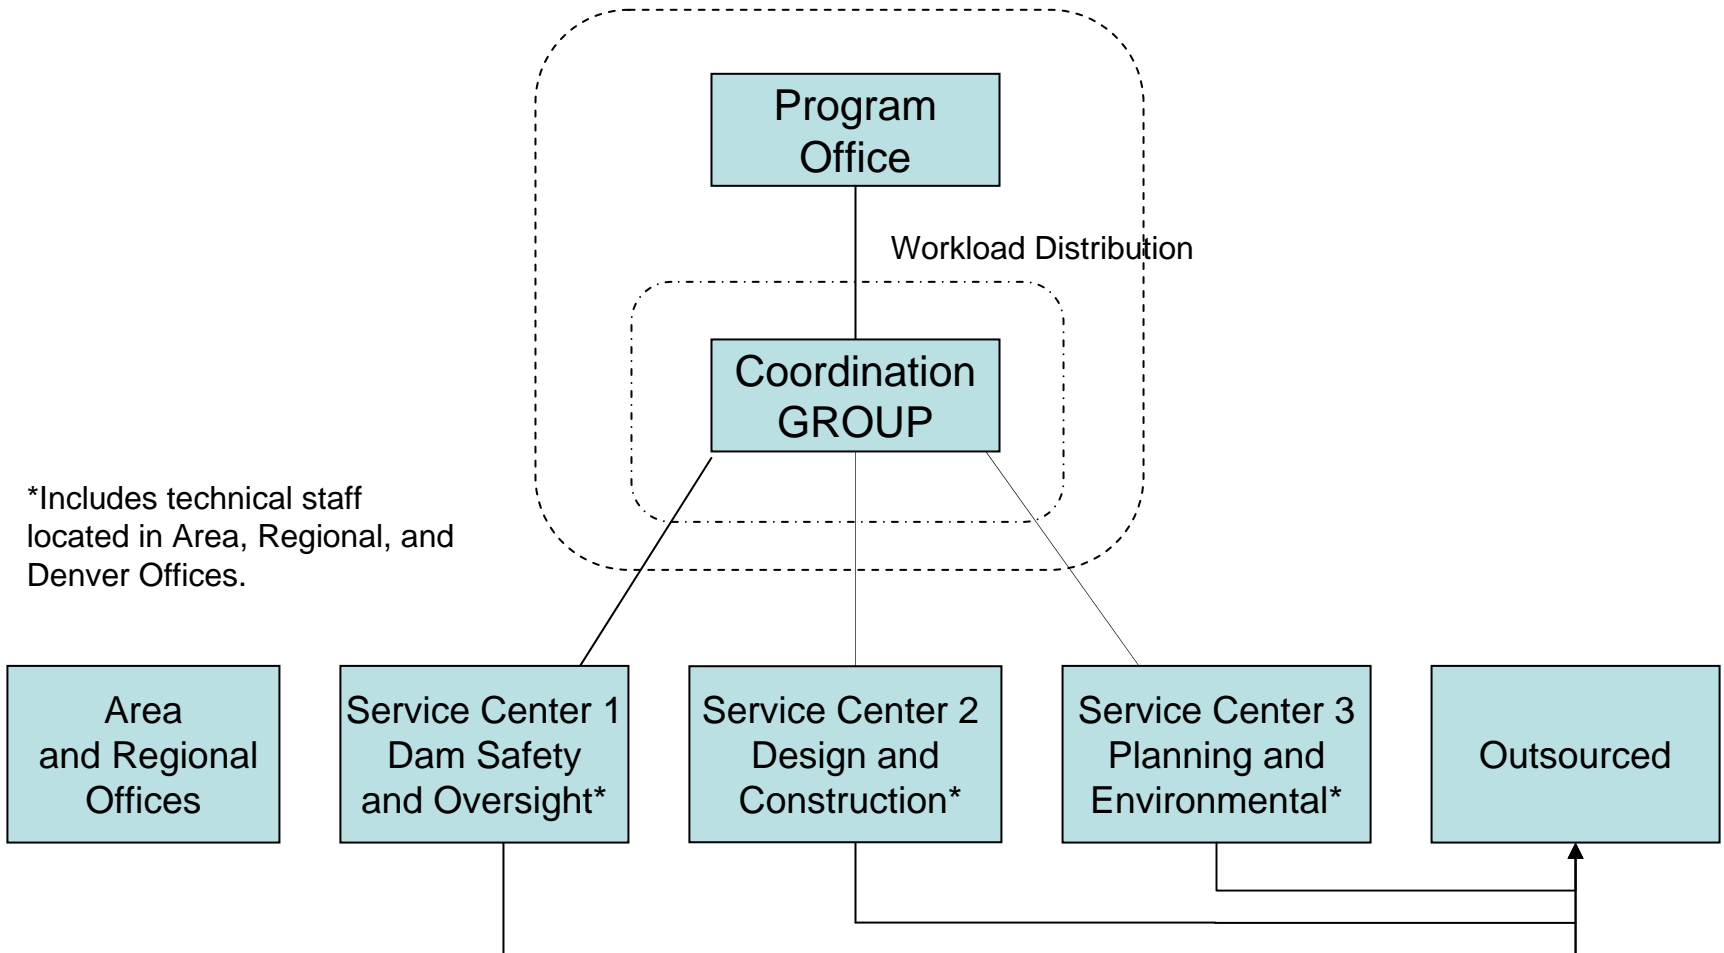 Program
Office
Workload Distribution
Coordination
GROUP
*Includes technical staff
located in Area, Regional, and
Denver Offices.
Area
and Regional
Offices
Service Center 1
Dam Safety
and Oversight*
Service Center 2
Design and
Construction*
Service Center 3
Planning and
Environmental*
Outsourced